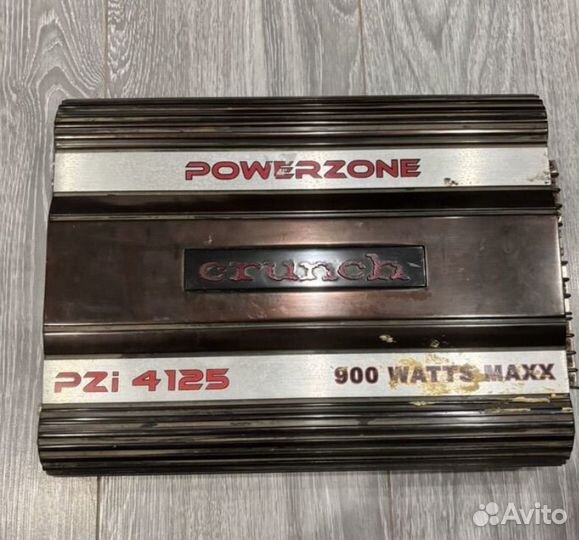 POWERZONE
crunch
PZi 4125 900 WATTS MAXX
Avito